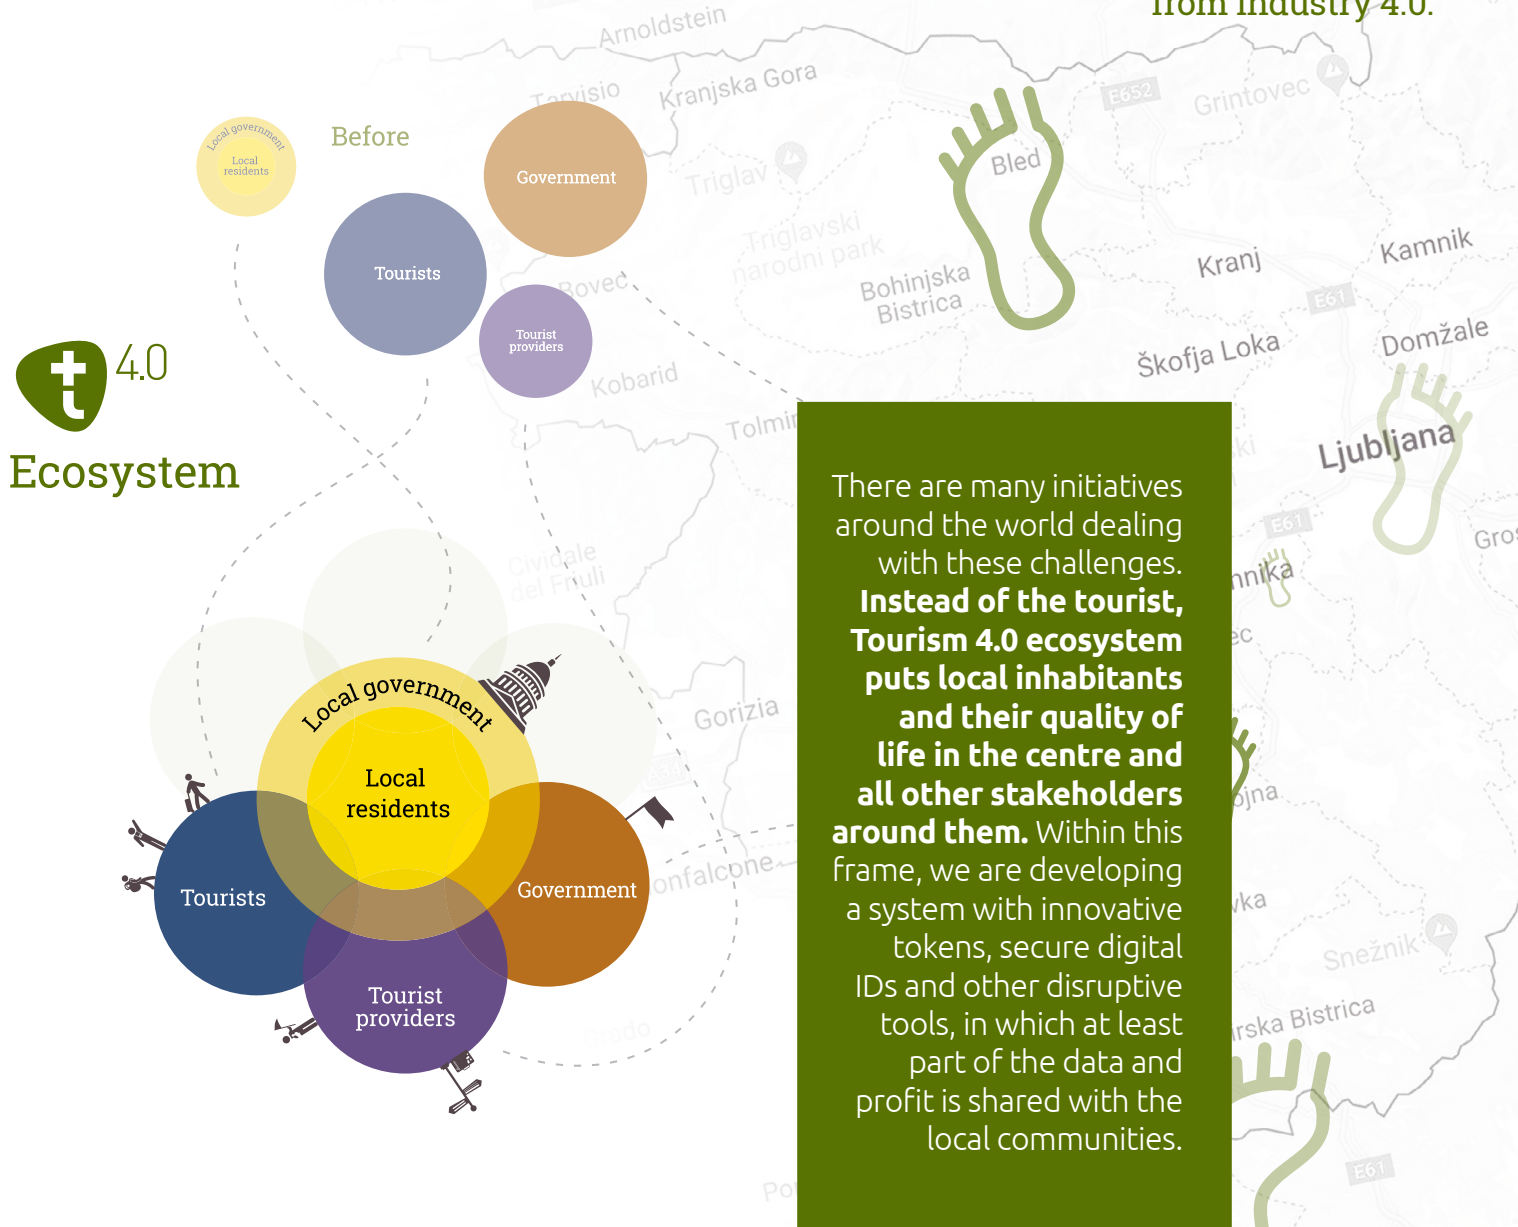 from Industry 4.0.
Arnoldstein
Tarvisio
Kranjska Gora
E652
Grintovec
Before
Local government
Local
residents
Government
Triglav
Bled
Tourists
Triglavski
narodni park
Kranj
Kamnik
Bovec
Bohinjska
Bistrica
E61
Tourist
providers
Škofja Loka
Domžale
t 4.0
Ecosystem
Kobarid
Ljubljana
E61
Cividale
del Friuli
There are many initiatives
around the world dealing
with these challenges.
Instead of the tourist,
Tourism 4.0 ecosystem
puts local inhabitants
and their quality of
life in the centre and
all other stakeholders
around them. Within this
frame, we are developing
a system with innovative
tokens, secure digital
IDs and other disruptive
tools, in which at least
part of the data and
profit is shared with the
local communities.
Local government
Local
residents
Gorizia
Tourists
Government
Tourist
providers
Grado
Snežnik
Bistrica
E61